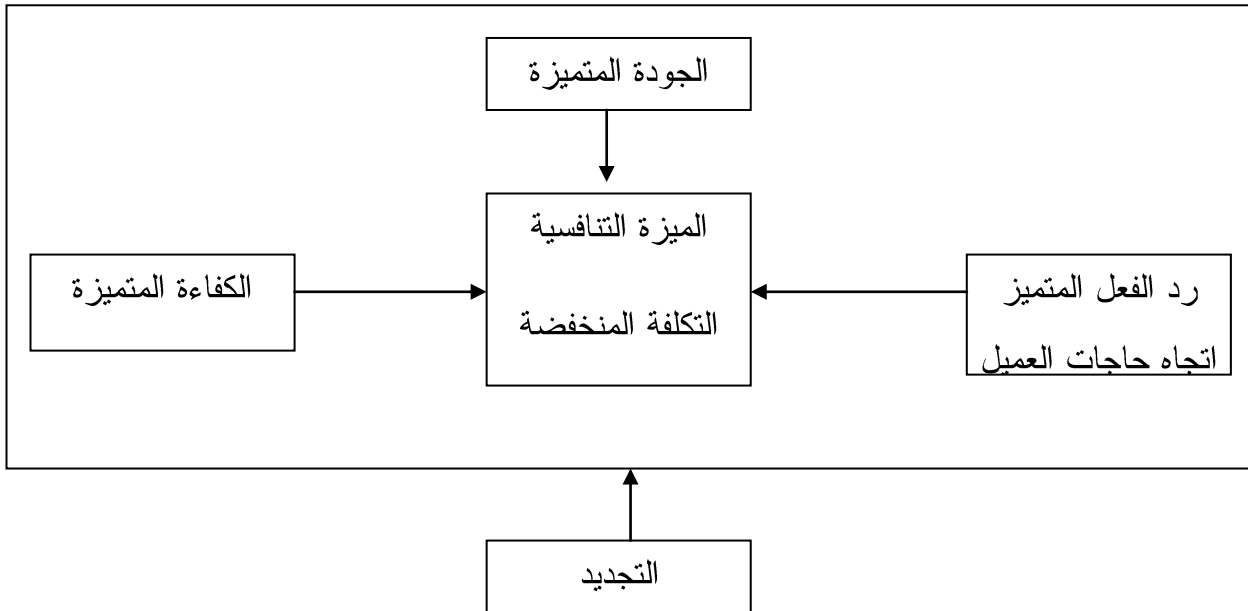 الجودة المتميزة
الميزة التنافسية
التكلفة المنخفضة
رد الفعل المتميز
اتجاه حاجات العميل
الكفاءة المتميزة
التجديد